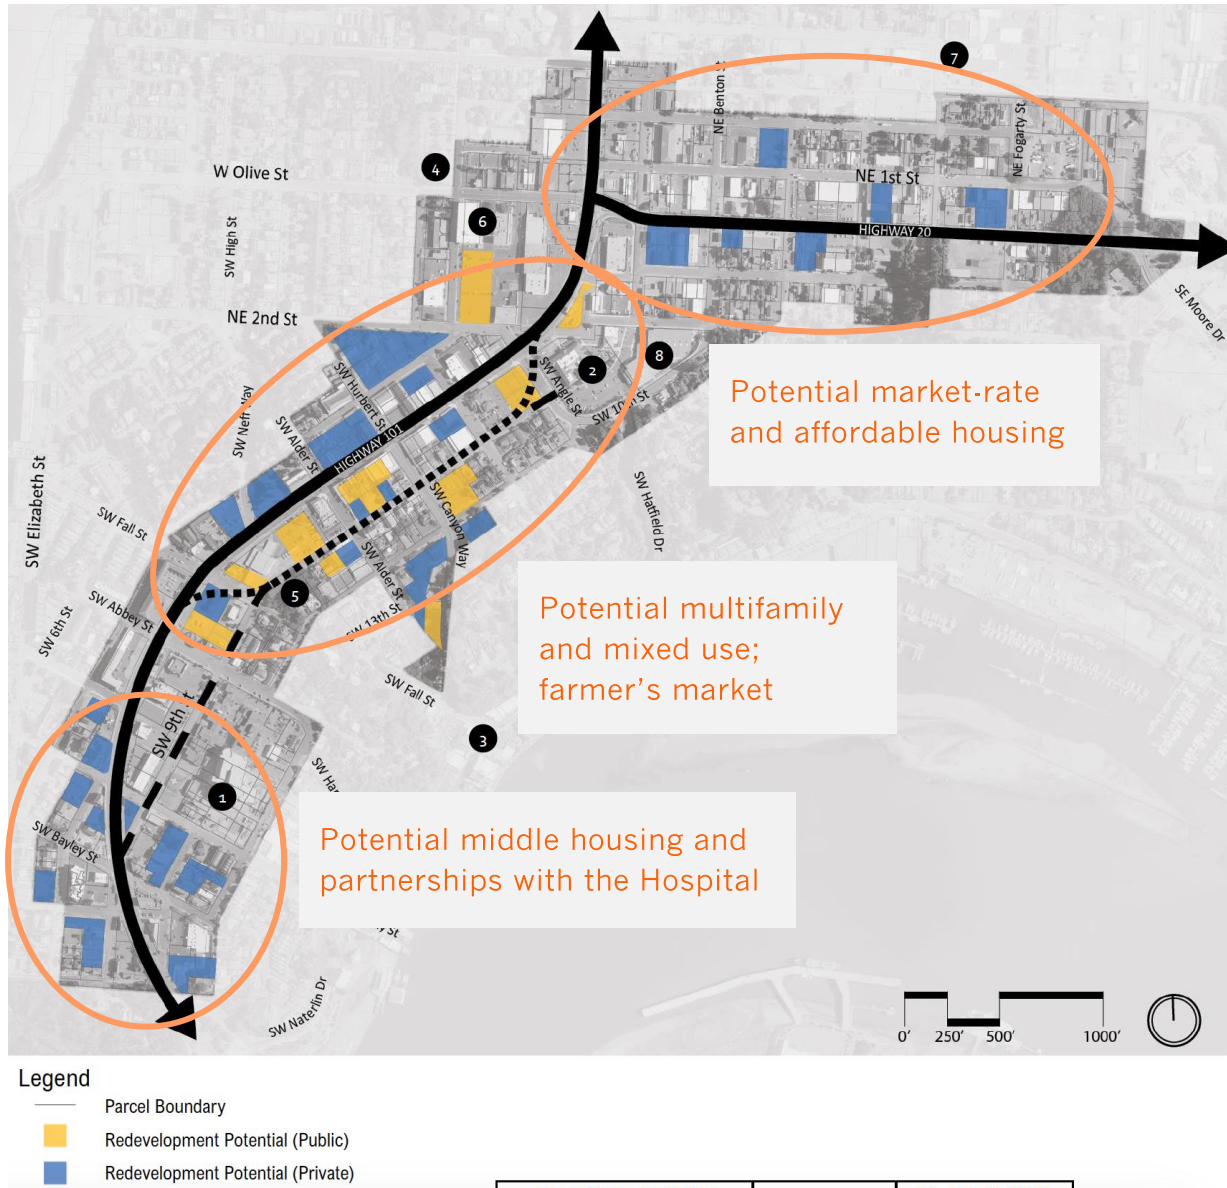 7
NE Benton St
NE Fogarty St
4
W Olive St
NE 1st St
6
SW High St
HIGHWAY 20
SE Moore Dr
NE 2nd St
8
2
SW Angle St
SW 10th St
SW Hurbert St
Potential market-rate
and affordable housing
SW Neff Way
SW Alder St
HIGHWAY 101
SW Elizabeth St
SW Fall St
SW Canyon Way
SW Hatfield Dr
SW Alder St
5
SW Abbey St
SW 6th St
SW 13th St
Potential multifamily
and mixed use;
farmer's market
SW Fall St
SW 9th
3
1
SW Bayley St
Potential middle housing and
partnerships with the Hospital
SW Naterlin Dr
0' 250' 500' 1000'
Legend
Parcel Boundary
Redevelopment Potential (Public)
Redevelopment Potential (Private)